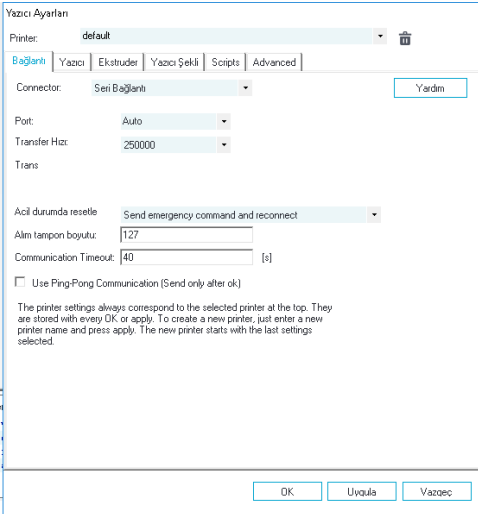 Yazıcı Ayarları
Printer: default
Bağlantı Yazıcı Ekstruder Yazıcı Şekli Scripts Advanced
Connector: Seri Bağlantı Yardım
Port: Auto
Transfer Hızı: 250000
Trans
Acil durumda resetle Send emergency command and reconnect
Alım tampon boyutu: 127
Communication Timeout: 40 [s]
Use Ping-Pong Communication (Send only after ok)
The printer settings always correspond to the selected printer at the top. They
are stored with every OK or apply. To create a new printer, just enter a new
printer name and press apply. The new printer starts with the last settings
selected.
OK Uygula Vazgeç